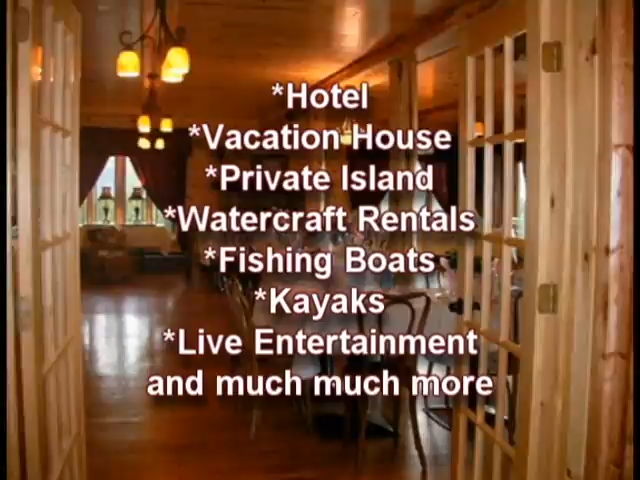 *Hotel
*Vacation House
*Private Island
*Watercraft Rentals
*Fishing Boats
*Kayaks
*Live Entertainment
and much much more